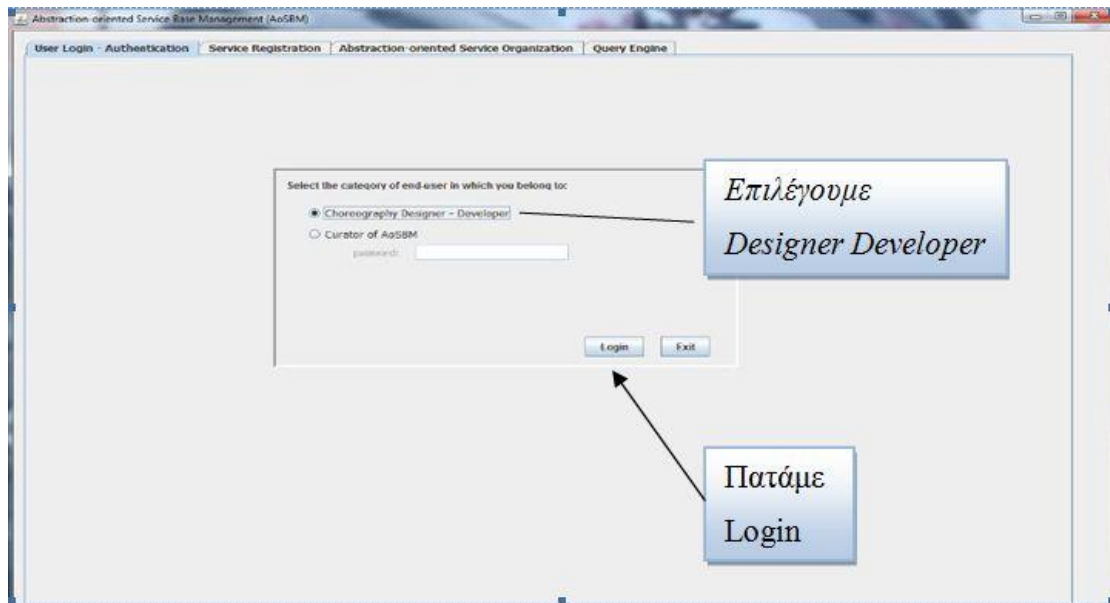 Abstraction-oriented Service Base Management (AoSBM)
User Login - Authentication Service Registration Abstraction-oriented Service Organization Query Engine
Select the category of end-user in which you belong to:
Choreography Designer - Developer
Curator of AoSBM
password:
Login Exit
Επιλέγουμε
Designer Developer
Πατάμε
Login